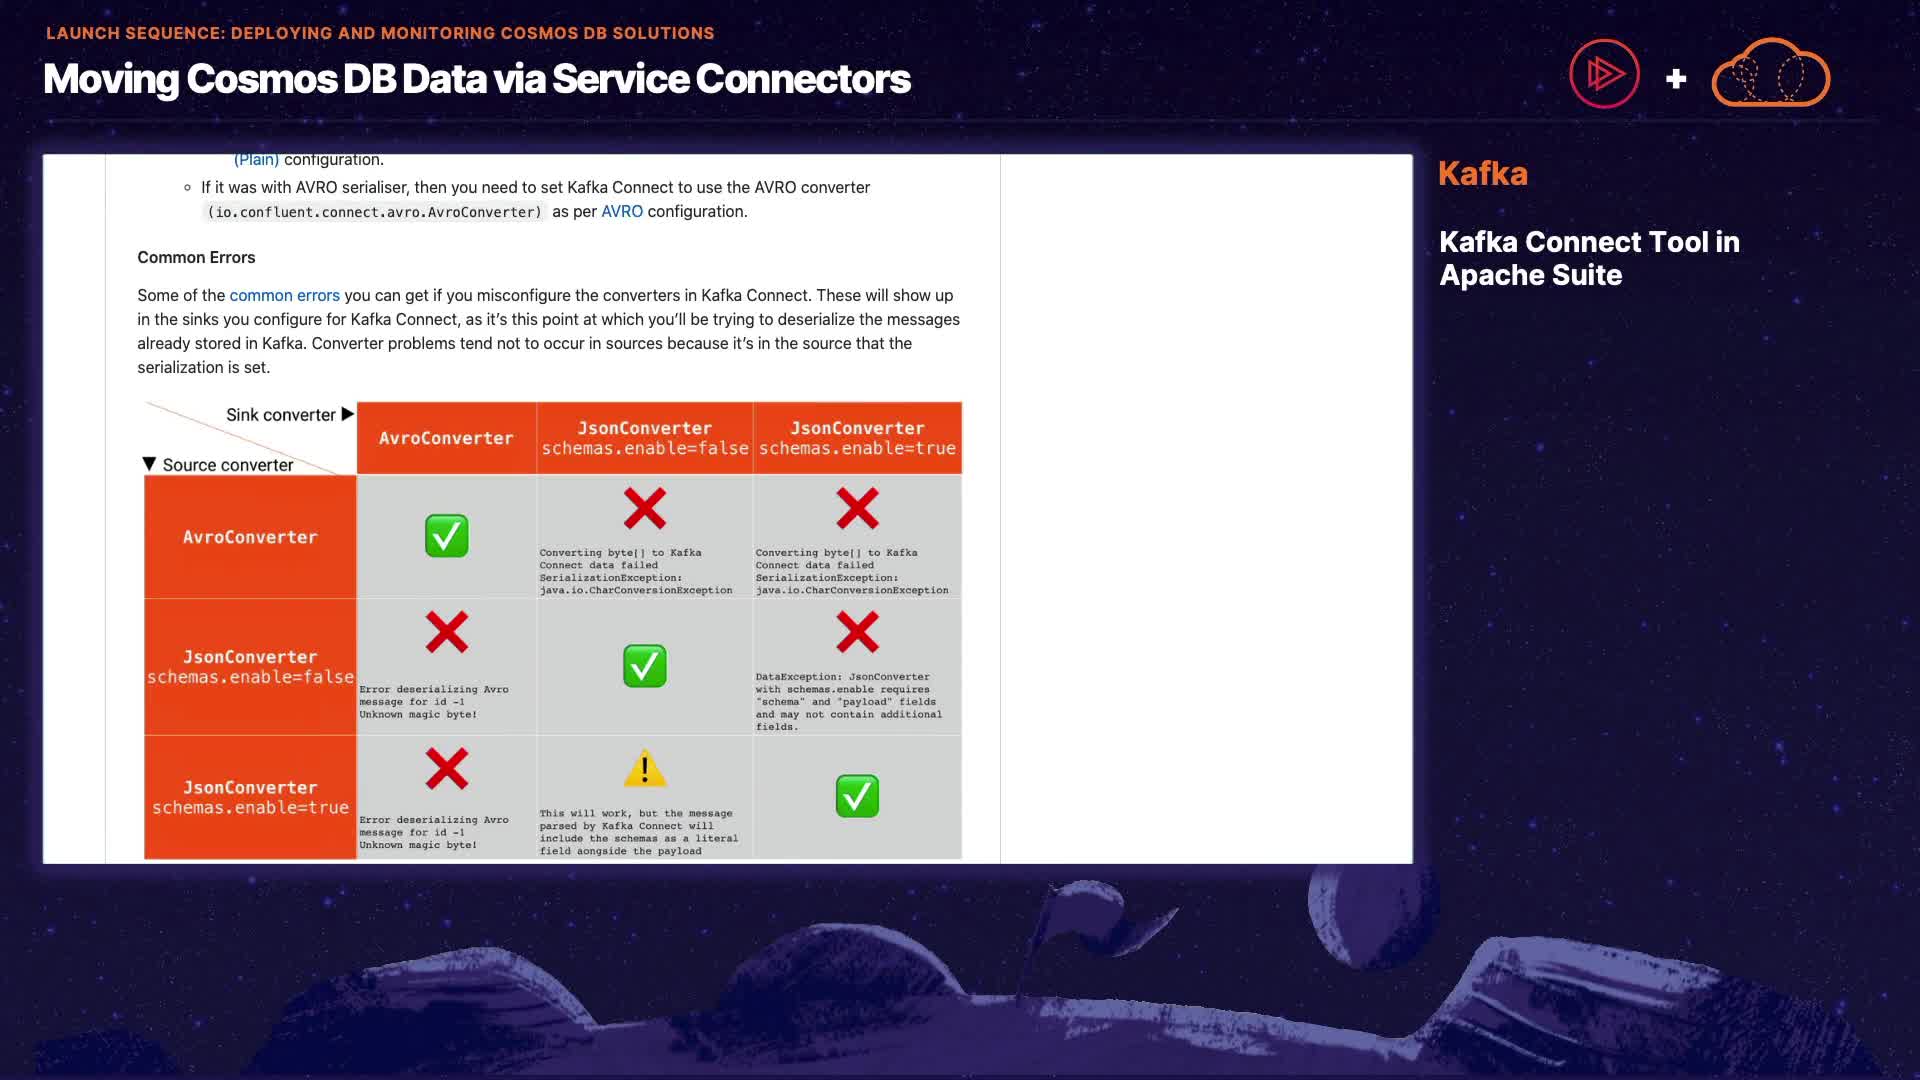 LAUNCH SEQUENCE: DEPLOYING AND MONITORING COSMOS DB SOLUTIONS
Moving Cosmos DB Data via Service Connectors
(Plain) configuration.
If it was with AVRO serialiser, then you need to set Kafka Connect to use the AVRO converter
(io.confluent.connect.avro.AvroConverter) as per AVRO configuration.
Common Errors
Some of the common errors you can get if you misconfigure the converters in Kafka Connect. These will show up
in the sinks you configure for Kafka Connect, as it’s this point at which you’ll be trying to deserialize the messages
already stored in Kafka. Converter problems tend not to occur in sources because it’s in the source that the
serialization is set.
Sink converter ▶
▼ Source converter
AvroConverter
JsonConverter
schemas.enable=false
JsonConverter
schemas.enable=true
AvroConverter
Converting byte[] to Kafka
Connect data failed
SerializationException:
java.io.CharConversionException
Converting byte[] to Kafka
Connect data failed
SerializationException:
java.io.CharConversionException
JsonConverter
schemas.enable=false
Error deserializing Avro
message for id -1
Unknown magic byte!
DataException: JsonConverter
with schemas.enable requires
"schema" and "payload" fields
and may not contain additional
fields.
JsonConverter
schemas.enable=true
Error deserializing Avro
message for id -1
Unknown magic byte!
This will work, but the message
parsed by Kafka Connect will
include the schemas as a literal
field aongside the payload
Kafka
Kafka Connect Tool in
Apache Suite